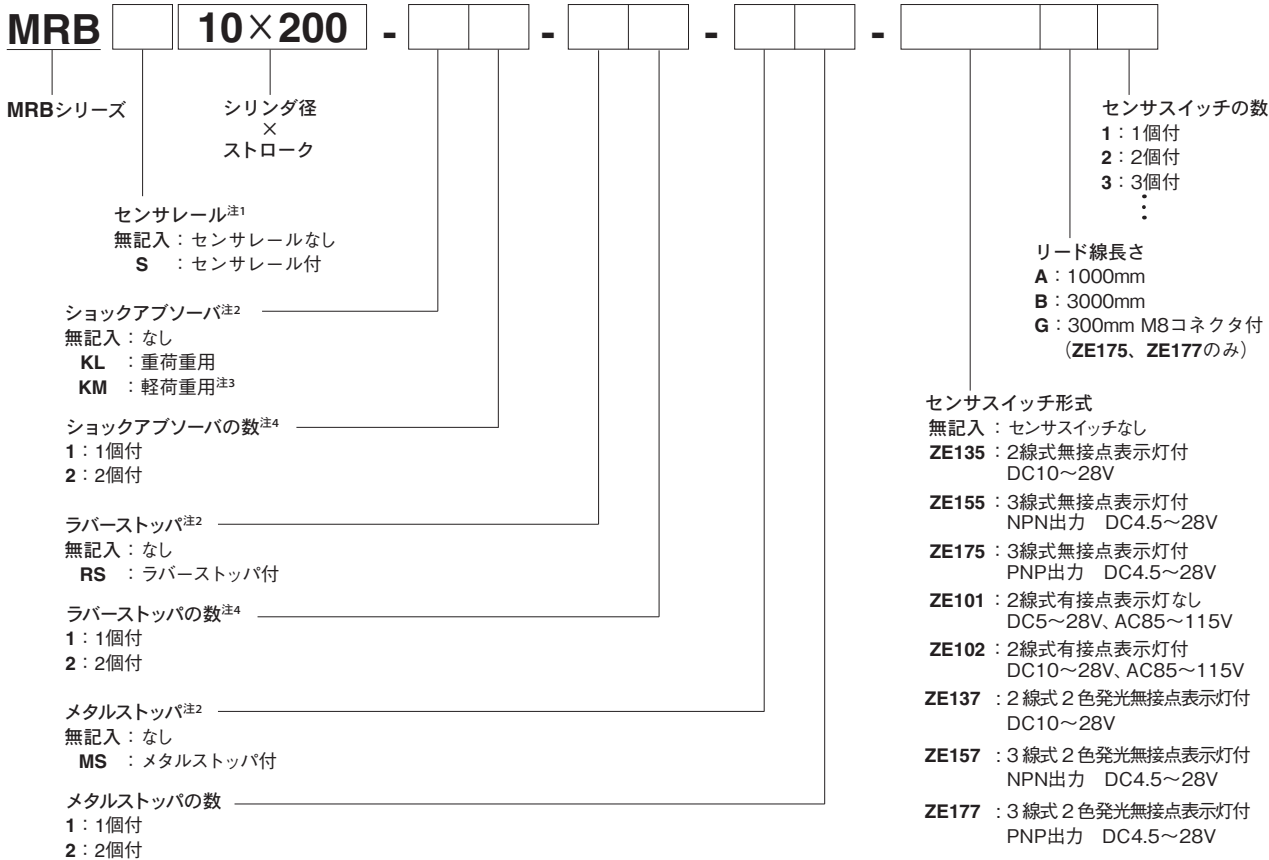 MRB 10×200 - - - -
MRBシリーズ
シリンダ径
×
ストローク
センサレール注1
無記入：センサレールなし
S ：センサレール付
ショックアブソーバ注2
無記入：なし
KL ：重荷重用
KM ：軽荷重用注3
ショックアブソーバの数注4
1：1個付
2：2個付
ラバーストッパ注2
無記入：なし
RS ：ラバーストッパ付
ラバーストッパの数注4
1：1個付
2：2個付
メタルストッパ注2
無記入：なし
MS ：メタルストッパ付
メタルストッパの数
1：1個付
2：2個付
センサスイッチの数
1：1個付
2：2個付
3：3個付
⋮
リード線長さ
A：1000mm
B：3000mm
G：300mm M8コネクタ付
（ZE175、ZE177のみ）
センサスイッチ形式
無記入：センサスイッチなし
ZE135：2線式無接点表示灯付
DC10〜28V
ZE155：3線式無接点表示灯付
NPN出力 DC4.5〜28V
ZE175：3線式無接点表示灯付
PNP出力 DC4.5〜28V
ZE101：2線式有接点表示灯なし
DC5〜28V、AC85〜115V
ZE102：2線式有接点表示灯付
DC10〜28V、AC85〜115V
ZE137 ：2線式2色発光無接点表示灯付
DC10〜28V
ZE157 ：3線式2色発光無接点表示灯付
NPN出力 DC4.5〜28V
ZE177 ：3線式2色発光無接点表示灯付
PNP出力 DC4.5〜28V